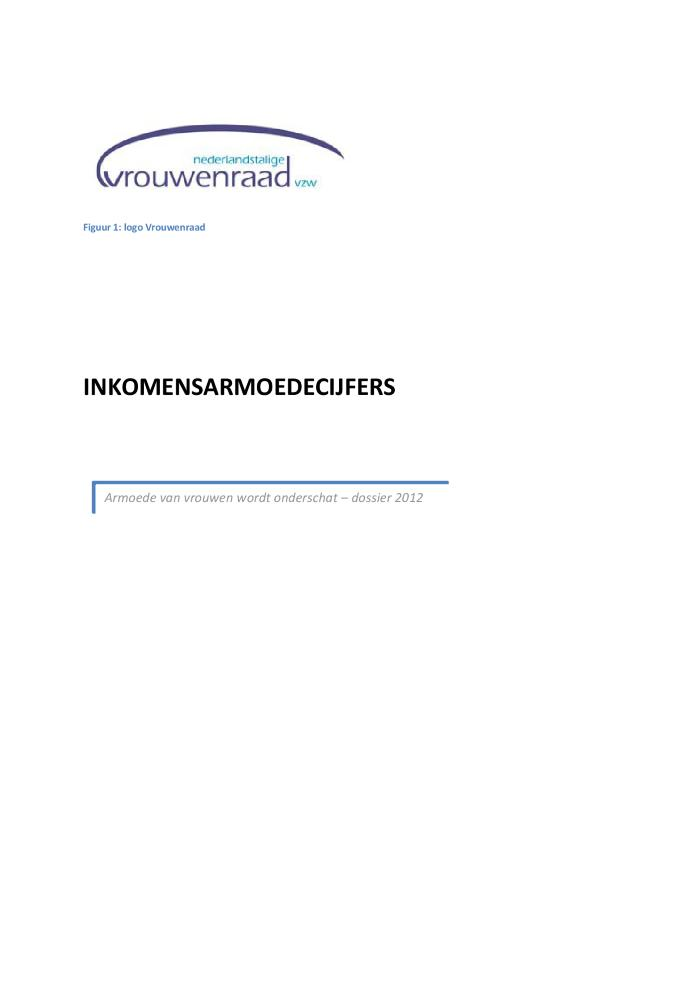 nederlandstalige
vrouwenraad vzw
Figuur 1: logo Vrouwenraad
INKOMENSARMOEDECIJFERS
Armoede van vrouwen wordt onderschat – dossier 2012